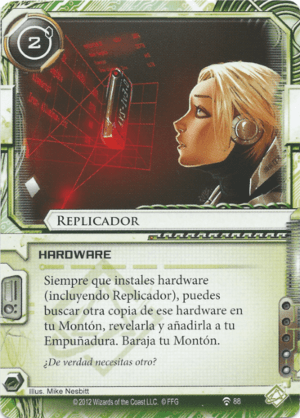 2
REPLICADOR
HARDWARE
Siempre que instales hardware
(incluyendo Replicador), puedes
buscar otra copia de ese hardware en
tu Montón, revelarla y añadirla a tu
Empuñadura. Baraja tu Montón.
¿De verdad necesitas otro?
Illus. Mike Nesbitt
©2012 Wizards of the Coast LLC. ©FFG
88